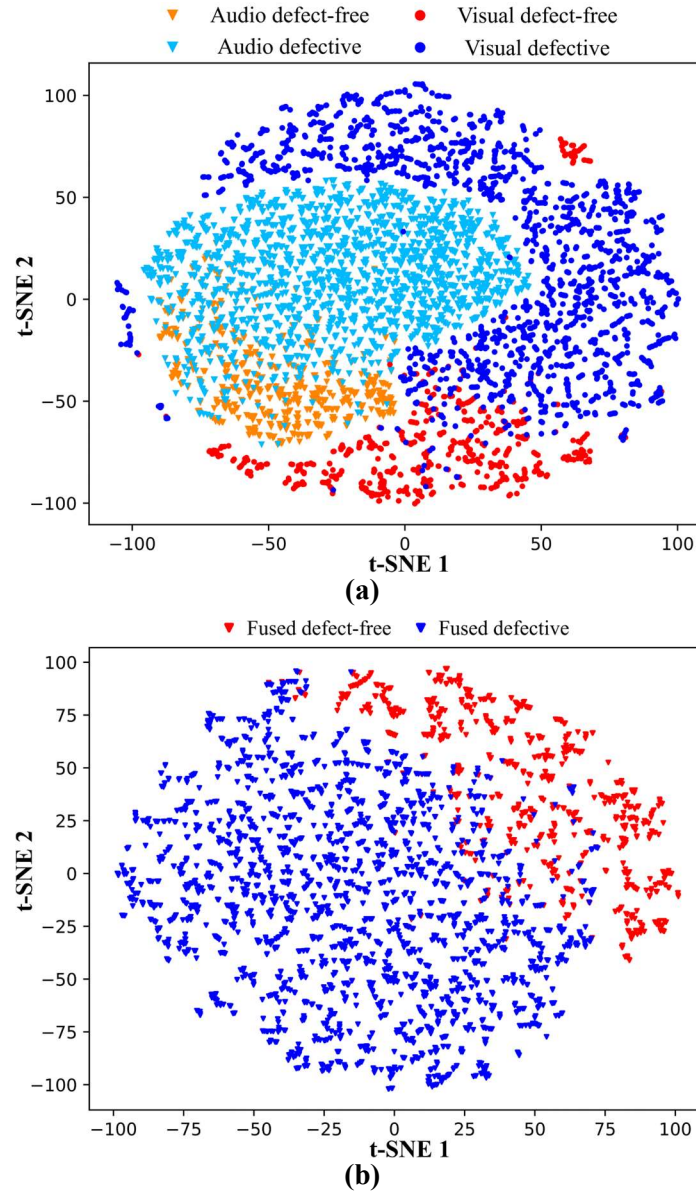 Audio defect-free Visual defect-free
Audio defective Visual defective
100
50
0
−50
−100
t-SNE 2
−100 −50 0 50 100
t-SNE 1
(a)
Fused defect-free Fused defective
100
75
50
25
0
−25
−50
−75
−100
t-SNE 2
−100 −75 −50 −25 0 25 50 75 100
t-SNE 1
(b)